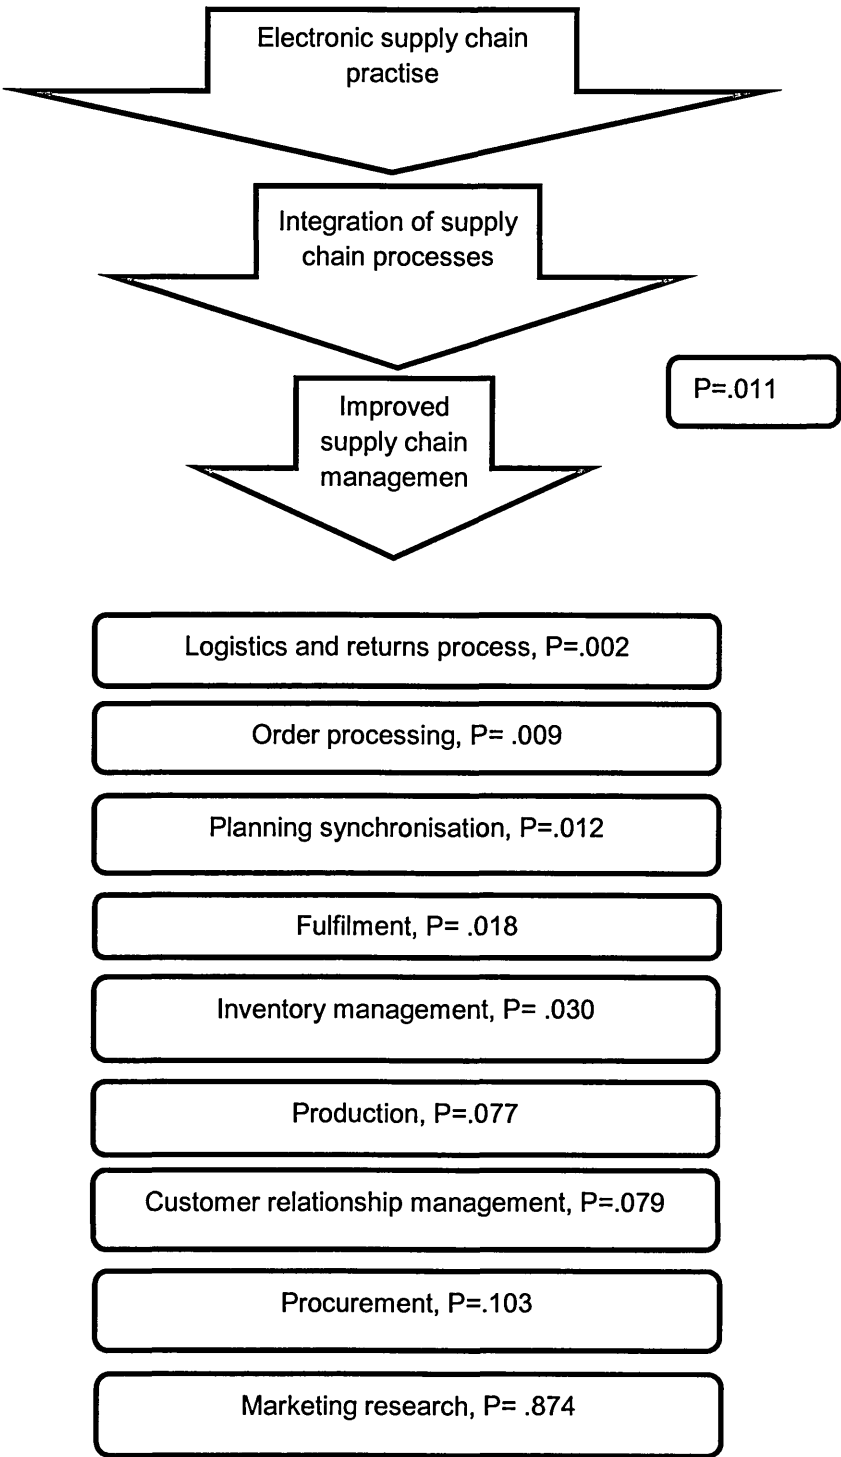 Electronic supply chain
practise
Integration of supply
chain processes
P=.011
Improved
supply chain
managemen
Logistics and returns process, P=.002
Order processing, P= .009
Planning synchronisation, P=.012
Fulfilment, P= .018
Inventory management, P= .030
Production, P=.077
Customer relationship management, P=.079
Procurement, P=.103
Marketing research, P= .874